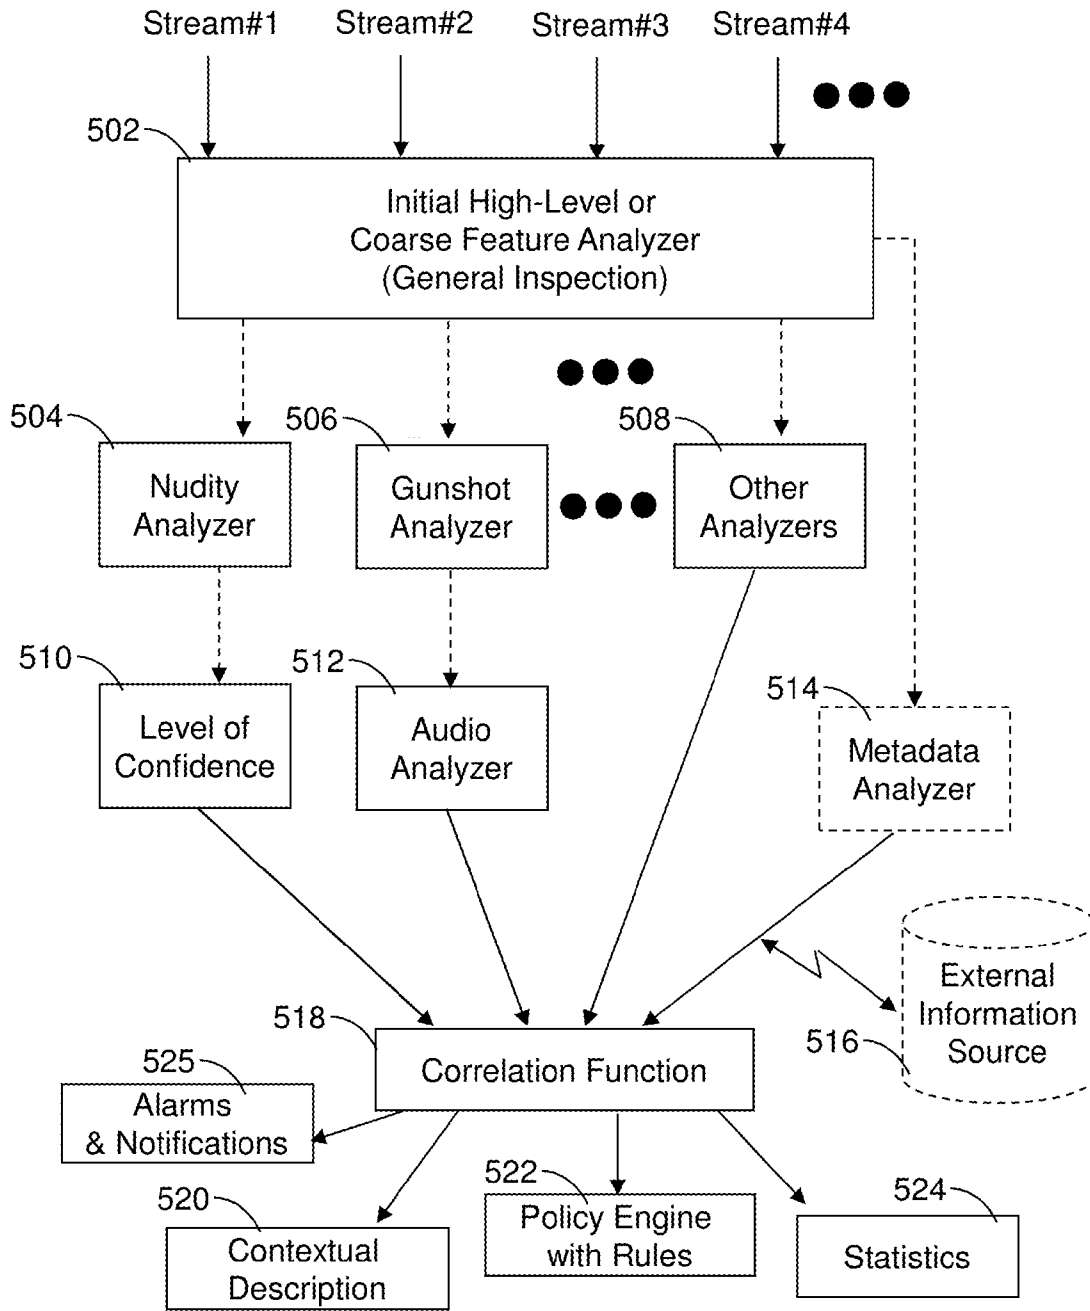 Stream#1
Stream#2
Stream#3
Stream#4
502
Initial High-Level or
Coarse Feature Analyzer
(General Inspection)
504
Nudity
Analyzer
506
Gunshot
Analyzer
508
Other
Analyzers
510
Level of
Confidence
512
Audio
Analyzer
514
Metadata
Analyzer
External
Information
Source
516
518
Correlation Function
525
Alarms
& Notifications
520
Contextual
Description
522
Policy Engine
with Rules
524
Statistics